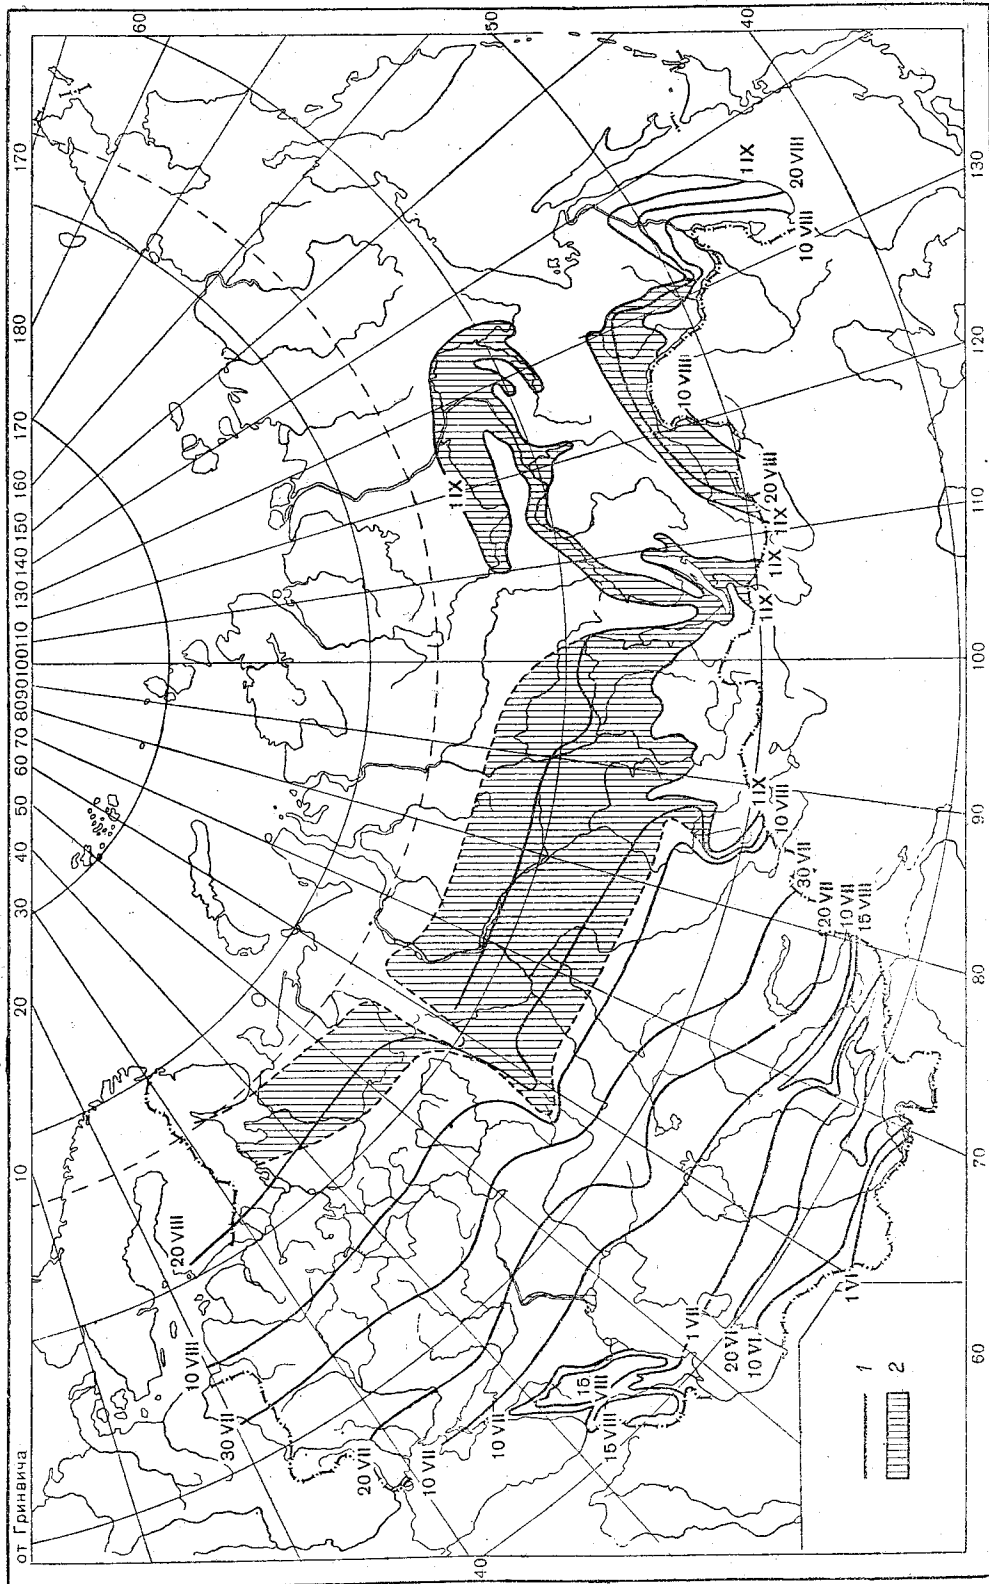 от Гринвича
10
20
30
40
50
60
70
80
90
100
110
120
130
140
150
160
170
180
170
60
50
40
130
120
110
100
90
80
70
60
40
20 VIII
10 VIII
30 VII
20 VII
10 VII
10 VII
15 VIII
15 VIII
1 VII
20 VI
10 VI
1 VI
15 VIII
10 VII
20 VII
30 VII
10 VIII
1 IX
1 IX
1 IX
1 IX
20 VIII
10 VIII
1 IX
10 VIII
20 VIII
1 IX
1
2